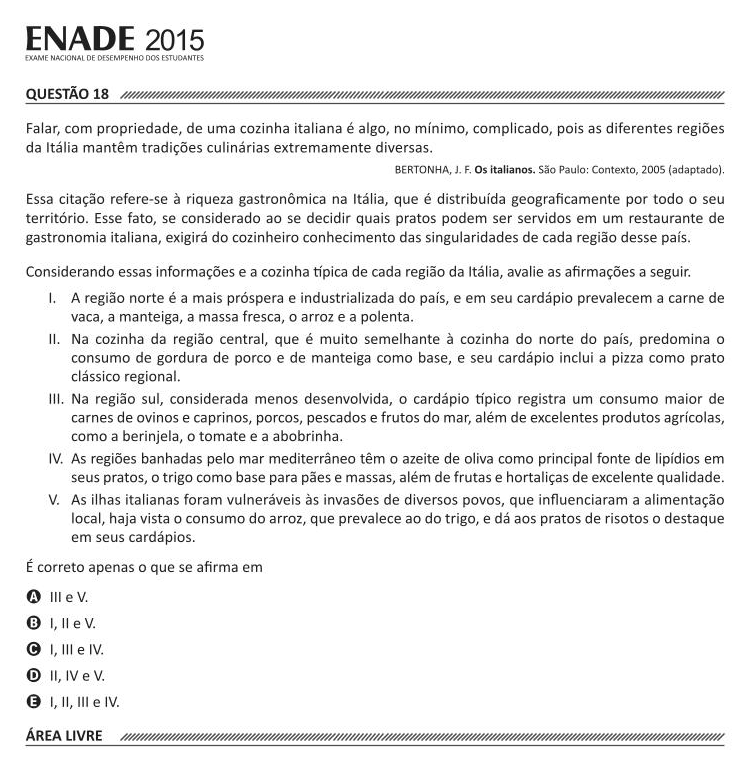 ENADE 2015
EXAME NACIONAL DE DESEMPENHO DOS ESTUDANTES
QUESTÃO 18
Falar, com propriedade, de uma cozinha italiana é algo, no mínimo, complicado, pois as diferentes regiões
da Itália mantêm tradições culinárias extremamente diversas.
BERTONHA, J. F. Os italianos. São Paulo: Contexto, 2005 (adaptado).
Essa citação refere-se à riqueza gastronômica na Itália, que é distribuída geograficamente por todo o seu
território. Esse fato, se considerado ao se decidir quais pratos podem ser servidos em um restaurante de
gastronomia italiana, exigirá do cozinheiro conhecimento das singularidades de cada região desse país.
Considerando essas informações e a cozinha típica de cada região da Itália, avalie as afirmações a seguir.
I. A região norte é a mais próspera e industrializada do país, e em seu cardápio prevalecem a carne de
vaca, a manteiga, a massa fresca, o arroz e a polenta.
II. Na cozinha da região central, que é muito semelhante à cozinha do norte do país, predomina o
consumo de gordura de porco e de manteiga como base, e seu cardápio inclui a pizza como prato
clássico regional.
III. Na região sul, considerada menos desenvolvida, o cardápio típico registra um consumo maior de
carnes de ovinos e caprinos, porcos, pescados e frutos do mar, além de excelentes produtos agrícolas,
como a berinjela, o tomate e a abobrinha.
IV. As regiões banhadas pelo mar mediterrâneo têm o azeite de oliva como principal fonte de lipídios em
seus pratos, o trigo como base para pães e massas, além de frutas e hortaliças de excelente qualidade.
V. As ilhas italianas foram vulneráveis às invasões de diversos povos, que influenciaram a alimentação
local, haja vista o consumo do arroz, que prevalece ao do trigo, e dá aos pratos de risotos o destaque
em seus cardápios.
É correto apenas o que se afirma em
A III e V.
B I, II e V.
C I, III e IV.
D II, IV e V.
E I, II, III e IV.
ÁREA LIVRE